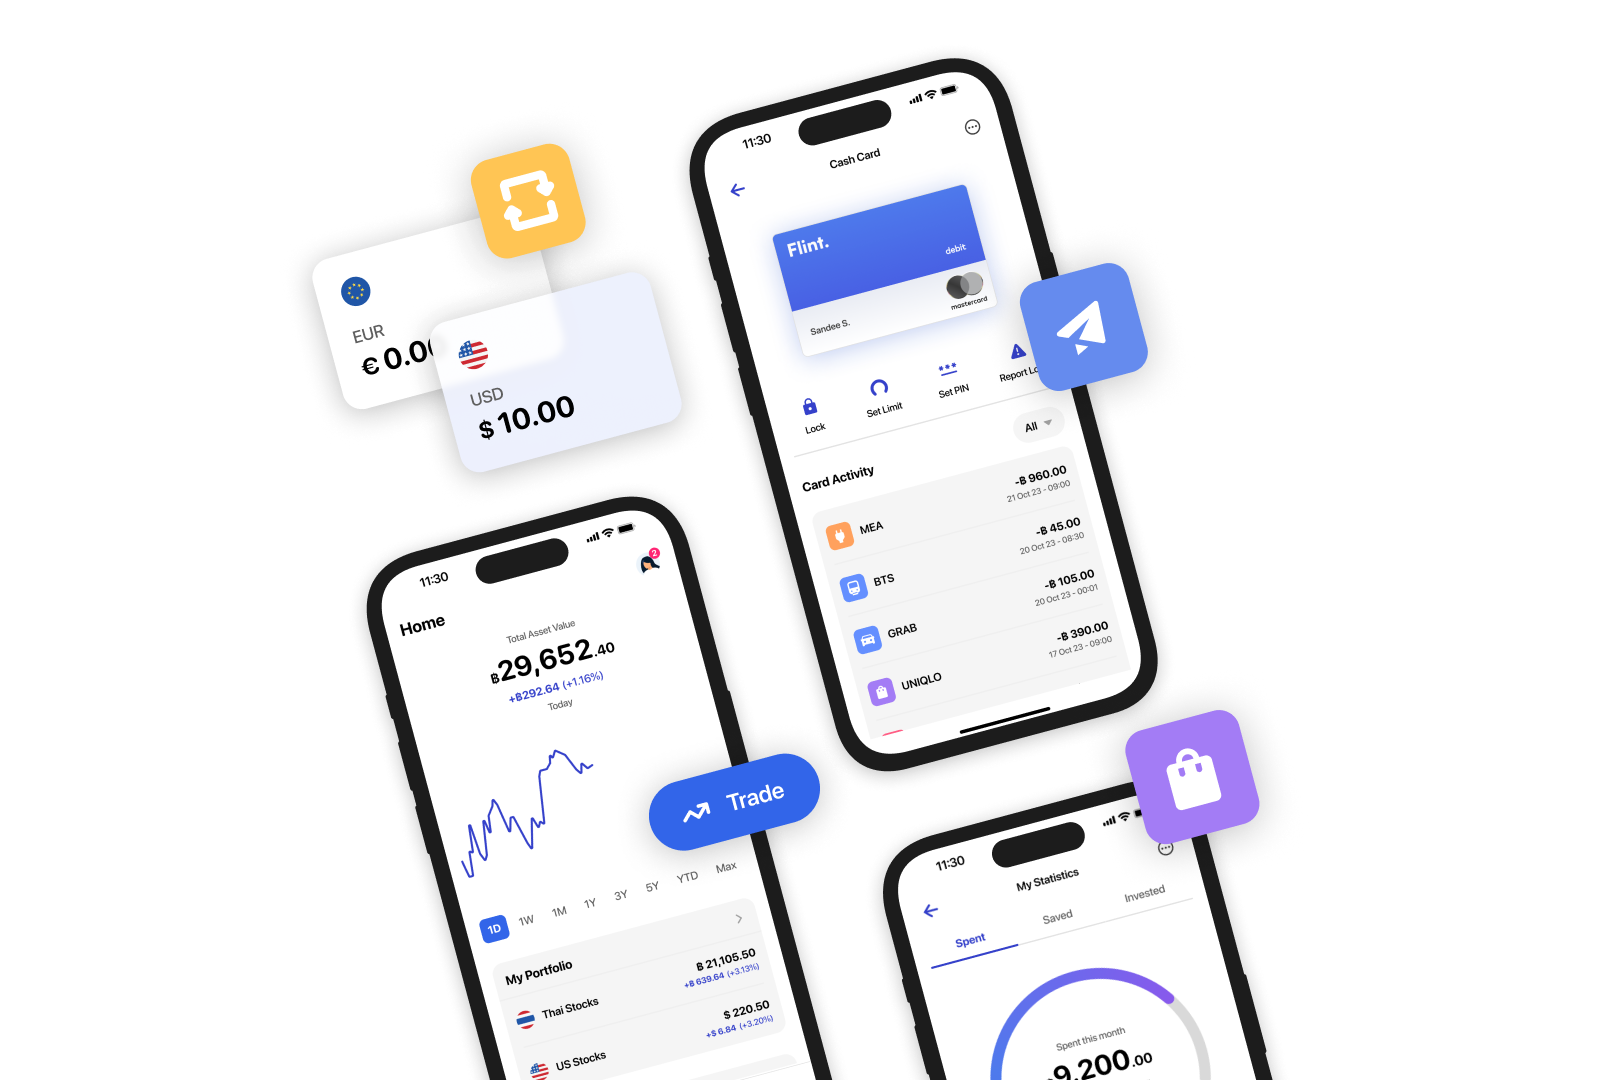 EUR
€ 0.00
USD
$ 10.00
11:30
Cash Card
Flint.
debit
Sandee S.
mastercard
Lock
Set Limit
Set PIN
Report
All
Card Activity
MEA
-฿ 960.00
21 Oct 23 - 09:00
BTS
-฿ 45.00
20 Oct 23 - 08:30
GRAB
-฿ 105.00
20 Oct 23 - 00:01
UNIQLO
-฿ 390.00
17 Oct 23 - 09:00
11:30
2
Home
Total Asset Value
฿29,652.40
+฿292.64 (+1.16%)
Today
Trade
1D 1W 1M 1Y 3Y 5Y YTD Max
My Portfolio
Thai Stocks
฿ 21,105.50
+฿ 639.64 (+3.13%)
US Stocks
$ 220.50
+$ 6.84 (+3.20%)
11:30
My Statistics
Spent Saved Invested
Spent this month
9,200.00